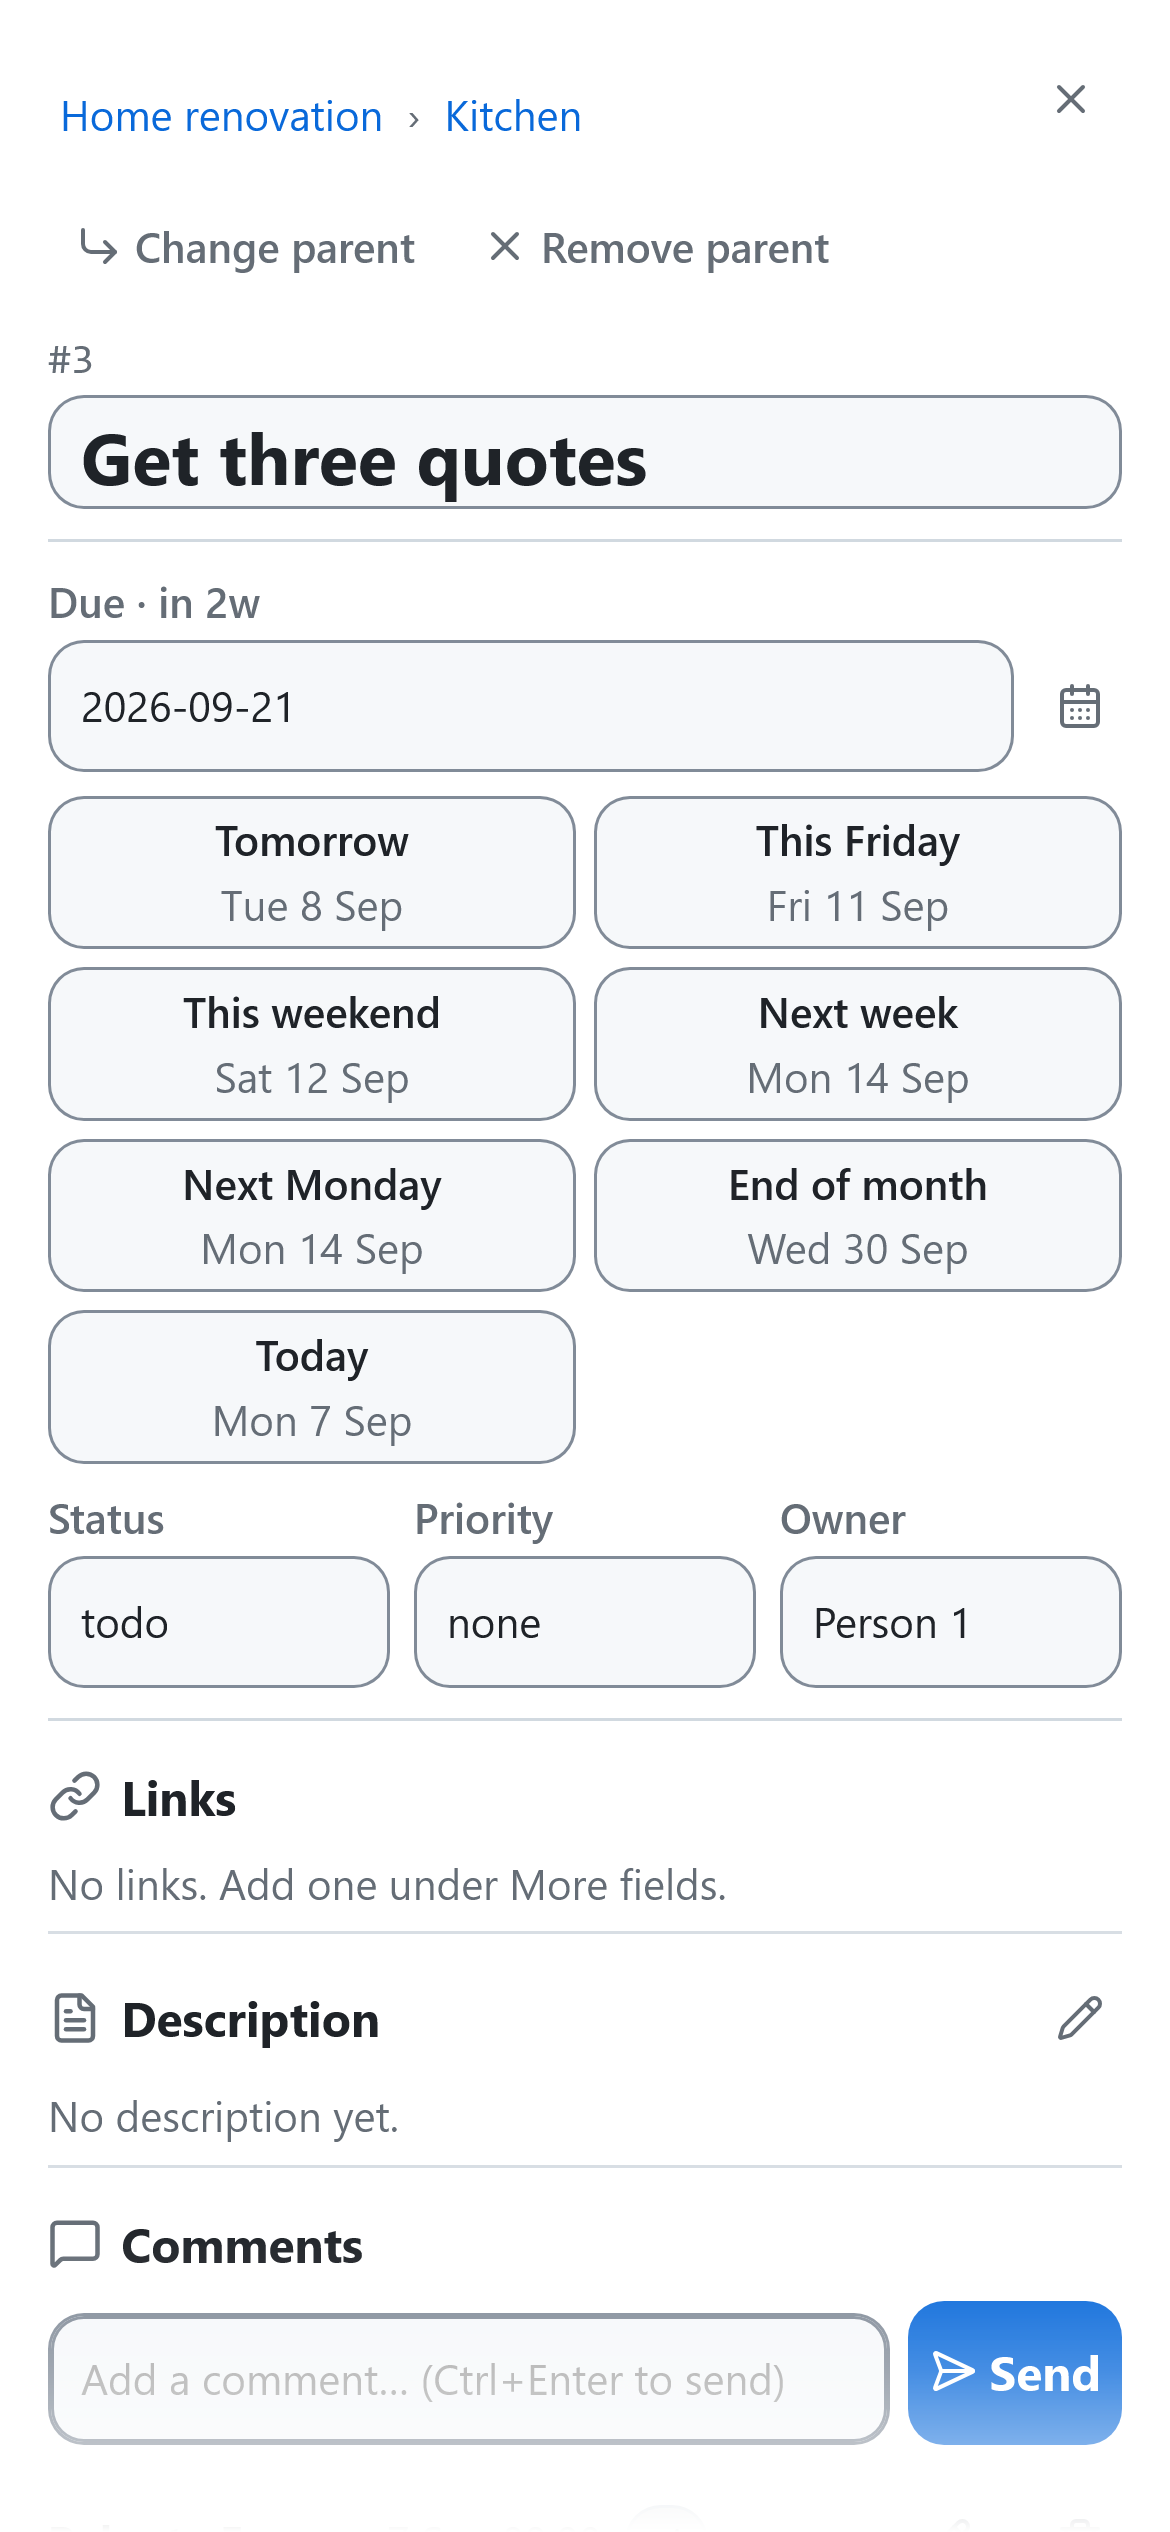 Home renovation › Kitchen
Change parent Remove parent
#3
Get three quotes
Due · in 2w
2026-09-21
Tomorrow
Tue 8 Sep
This Friday
Fri 11 Sep
This weekend
Sat 12 Sep
Next week
Mon 14 Sep
Next Monday
Mon 14 Sep
End of month
Wed 30 Sep
Today
Mon 7 Sep
Status Priority Owner
todo none Person 1
Links
No links. Add one under More fields.
Description
No description yet.
Comments
Add a comment... (Ctrl+Enter to send) Send